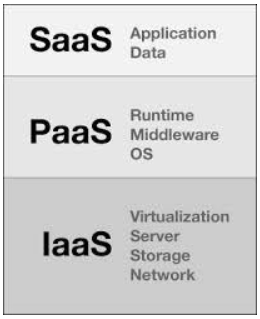 SaaS
Application
Data
PaaS
Runtime
Middleware
OS
IaaS
Virtualization
Server
Storage
Network